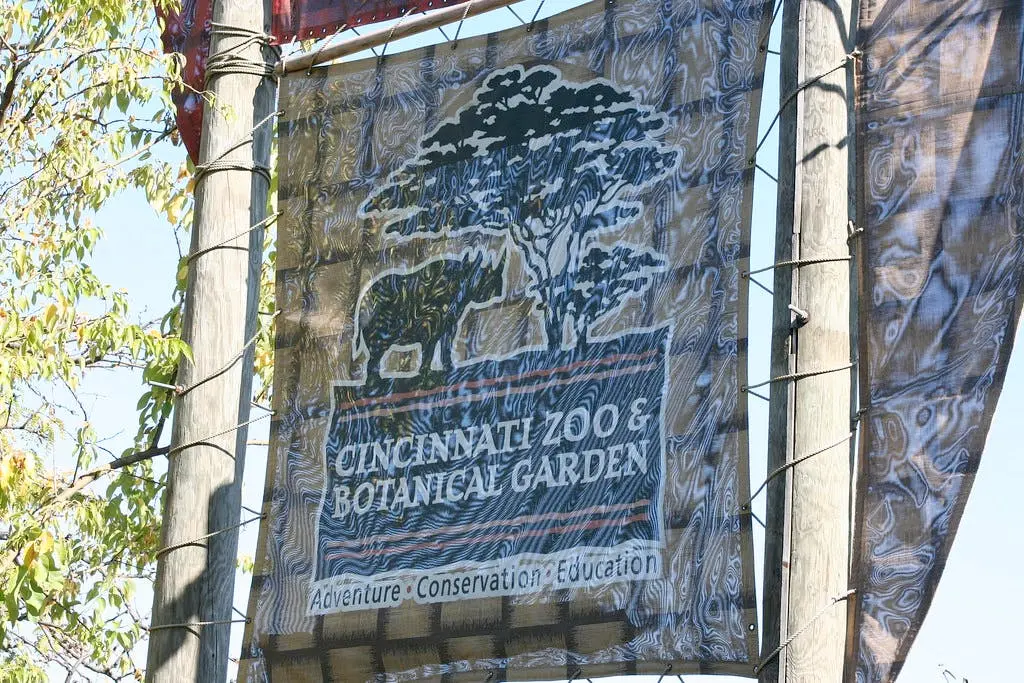 CINCINNATI ZOO &
BOTANICAL GARDEN
Adventure • Conservation • Education